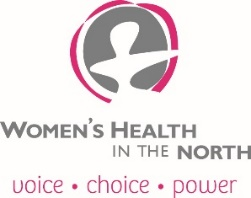 WOMEN'S HEALTH
IN THE NORTH
voice • choice • power